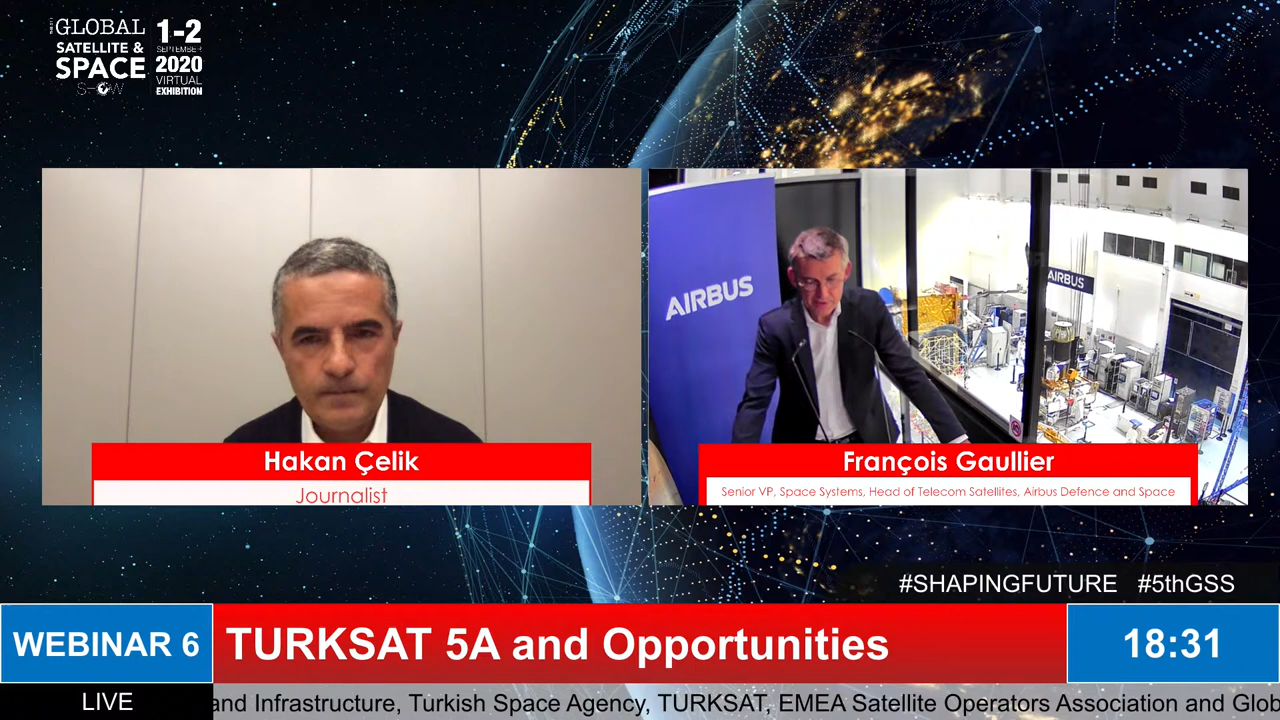 GLOBAL
SATELLITE &
SPACE
SHOW
1-2
SEPTEMBER
2020
VIRTUAL
EXHIBITION
AIRBUS
AIRBUS
Hakan Çelik
Journalist
François Gaullier
Senior VP, Space Systems, Head of Telecom Satellites, Airbus Defence and Space
#SHAPINGFUTURE #5thGSS
WEBINAR 6
TURKSAT 5A and Opportunities
18:31
LIVE
and Infrastructure, Turkish Space Agency, TURKSAT, EMEA Satellite Operators Association and Glob